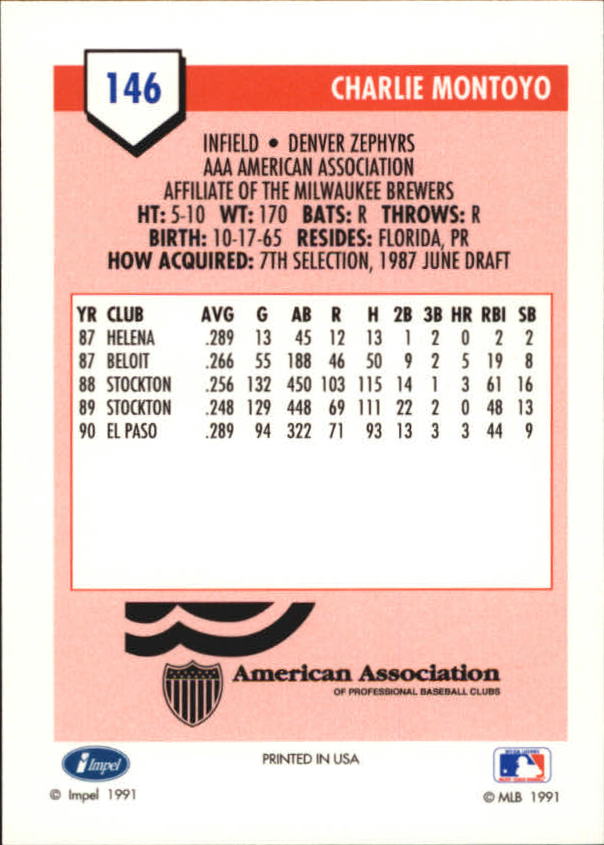 146
CHARLIE MONTOYO
INFIELD • DENVER ZEPHYRS
AAA AMERICAN ASSOCIATION
AFFILIATE OF THE MILWAUKEE BREWERS
HT: 5-10 WT: 170 BATS: R THROWS: R
BIRTH: 10-17-65 RESIDES: FLORIDA, PR
HOW ACQUIRED: 7TH SELECTION, 1987 JUNE DRAFT
YR CLUB AVG G AB R H 2B 3B HR RBI SB
87 HELENA .289 13 45 12 13 1 2 0 2 2
87 BELOIT .266 55 188 46 50 9 2 5 19 8
88 STOCKTON .256 132 450 103 115 14 1 3 61 16
89 STOCKTON .248 129 448 69 111 22 2 0 48 13
90 EL PASO .289 94 322 71 93 13 3 3 44 9
American Association
OF PROFESSIONAL BASEBALL CLUBS
Impel
PRINTED IN USA
© Impel 1991
© MLB 1991